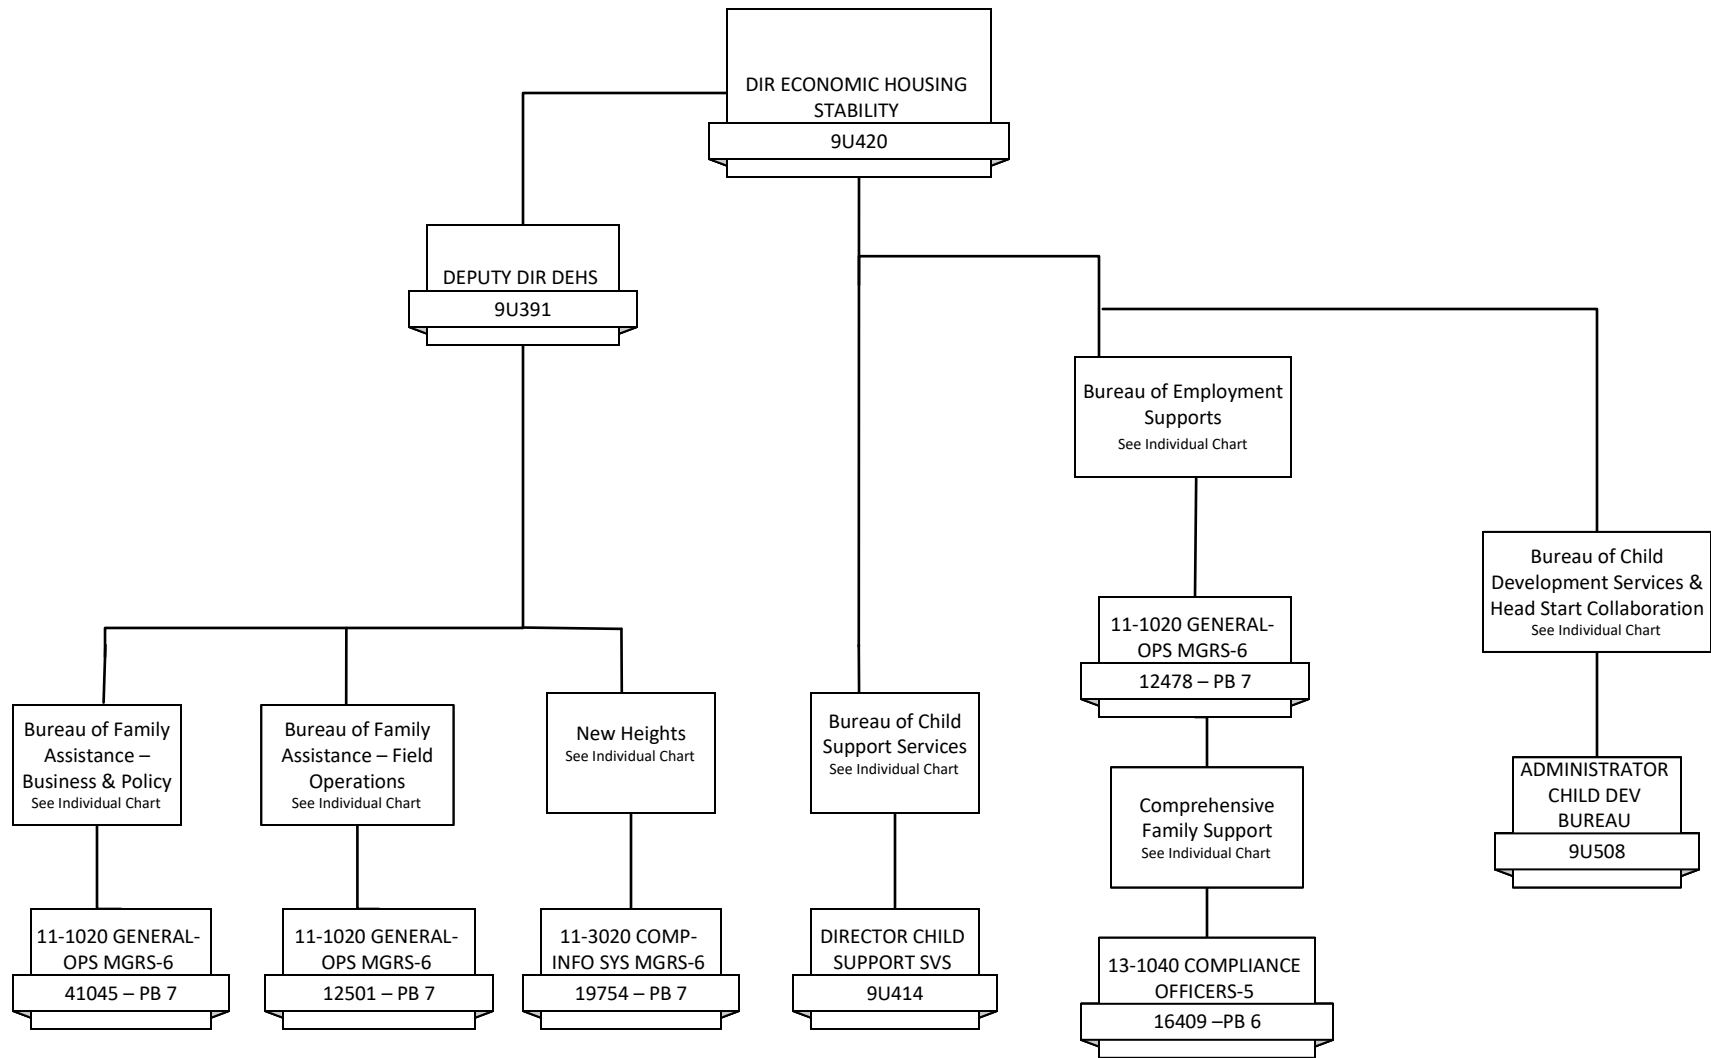 DIR ECONOMIC HOUSING
STABILITY
9U420
DEPUTY DIR DEHS
9U391
Bureau of Employment
Supports
See Individual Chart
Bureau of Child
Development Services &
Head Start Collaboration
See Individual Chart
11-1020 GENERAL-
OPS MGRS-6
12478 – PB 7
Bureau of Family
Assistance –
Business & Policy
See Individual Chart
Bureau of Family
Assistance – Field
Operations
See Individual Chart
New Heights
See Individual Chart
Bureau of Child
Support Services
See Individual Chart
Comprehensive
Family Support
See Individual Chart
ADMINISTRATOR
CHILD DEV
BUREAU
9U508
11-1020 GENERAL-
OPS MGRS-6
41045 – PB 7
11-1020 GENERAL-
OPS MGRS-6
12501 – PB 7
11-3020 COMP-
INFO SYS MGRS-6
19754 – PB 7
DIRECTOR CHILD
SUPPORT SVS
9U414
13-1040 COMPLIANCE
OFFICERS-5
16409 –PB 6